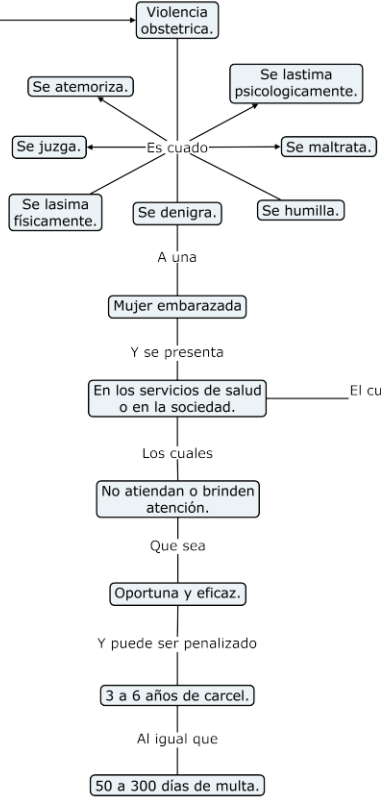 Violencia
obstetrica.
Se atemoriza.
Se lastima
psicologicamente.
Se juzga.
Es cuado
Se maltrata.
Se lasima
físicamente.
Se denigra.
Se humilla.
A una
Mujer embarazada
Y se presenta
En los servicios de salud
o en la sociedad.
El cu
Los cuales
No atiendan o brinden
atención.
Que sea
Oportuna y eficaz.
Y puede ser penalizado
3 a 6 años de carcel.
Al igual que
50 a 300 días de multa.